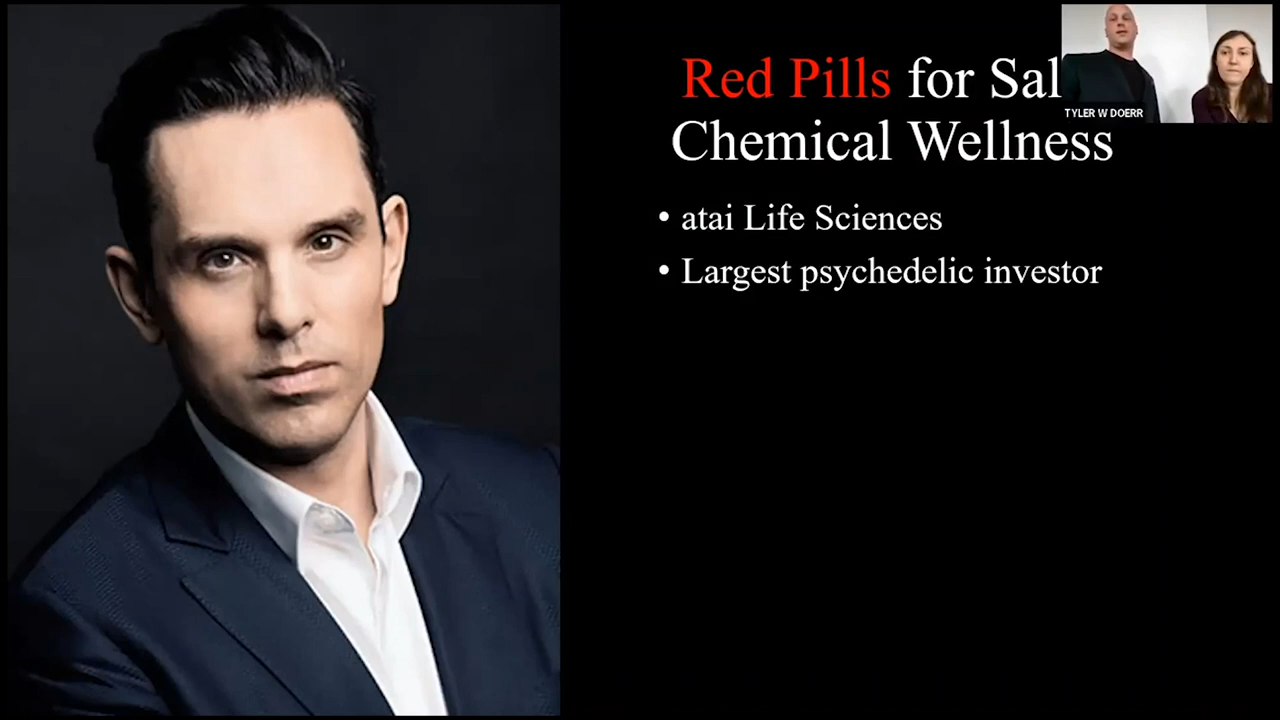 Red Pills for Sal
Chemical Wellness
• atai Life Sciences
• Largest psychedelic investor
TYLER W DOERR